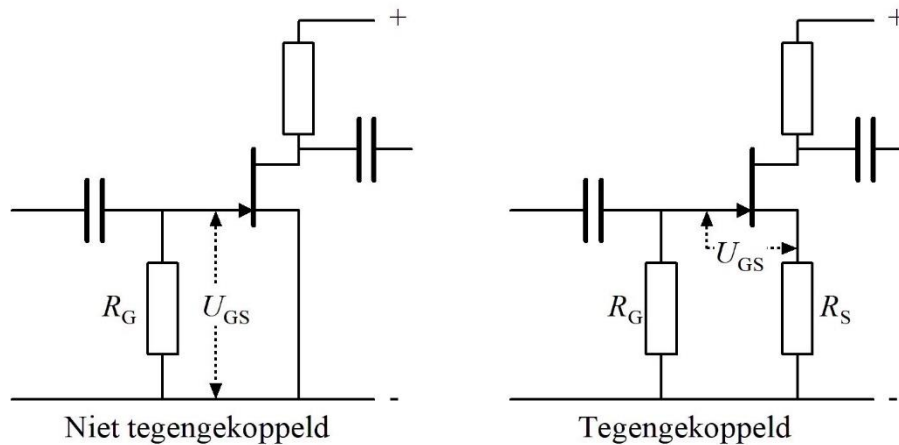 +
R_G
U_GS
-
Niet tegengekoppeld
+
U_GS
R_G
R_S
-
Tegengekoppeld